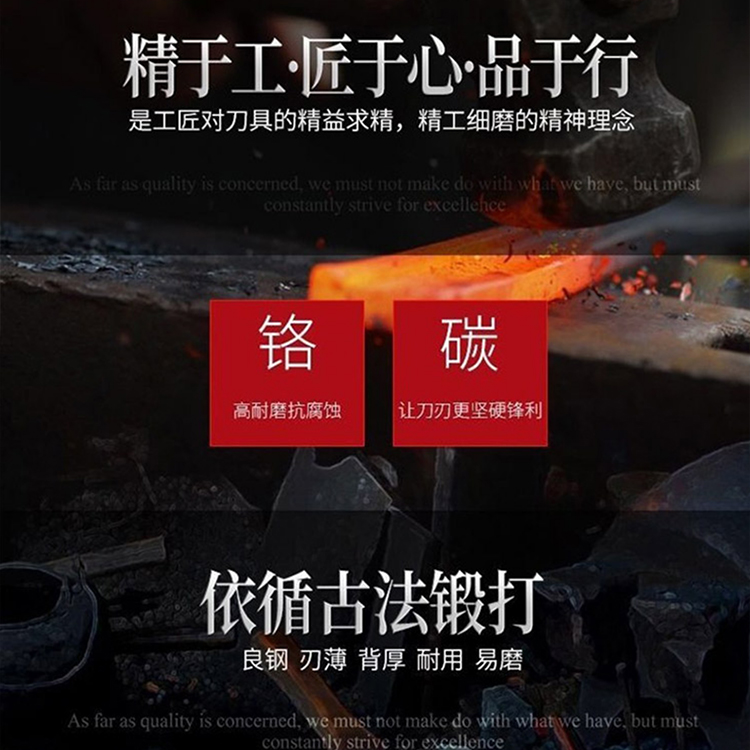 精于工·匠于心·品于行
是工匠对刀具的精益求精，精工细磨的精神理念
As far as quality is concerned, we must not make do with what we have, but must
constantly strive for excellence
铬
高耐磨抗腐蚀
碳
让刀刃更坚硬锋利
依循古法锻打
良钢 刃薄 背厚 耐用 易磨
As far as quality is concerned, we must not make do with what we have, but must
constantly strive for excellence